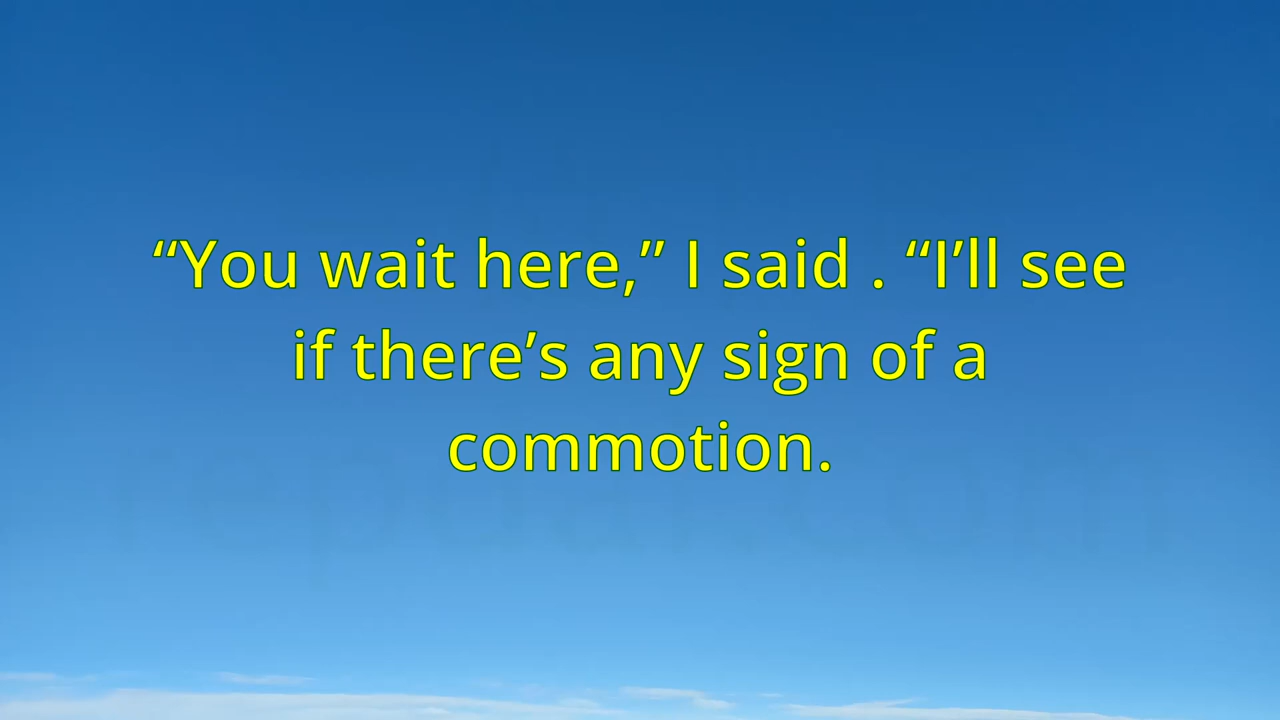 “You wait here,” I said . “I’ll see
if there’s any sign of a
commotion.